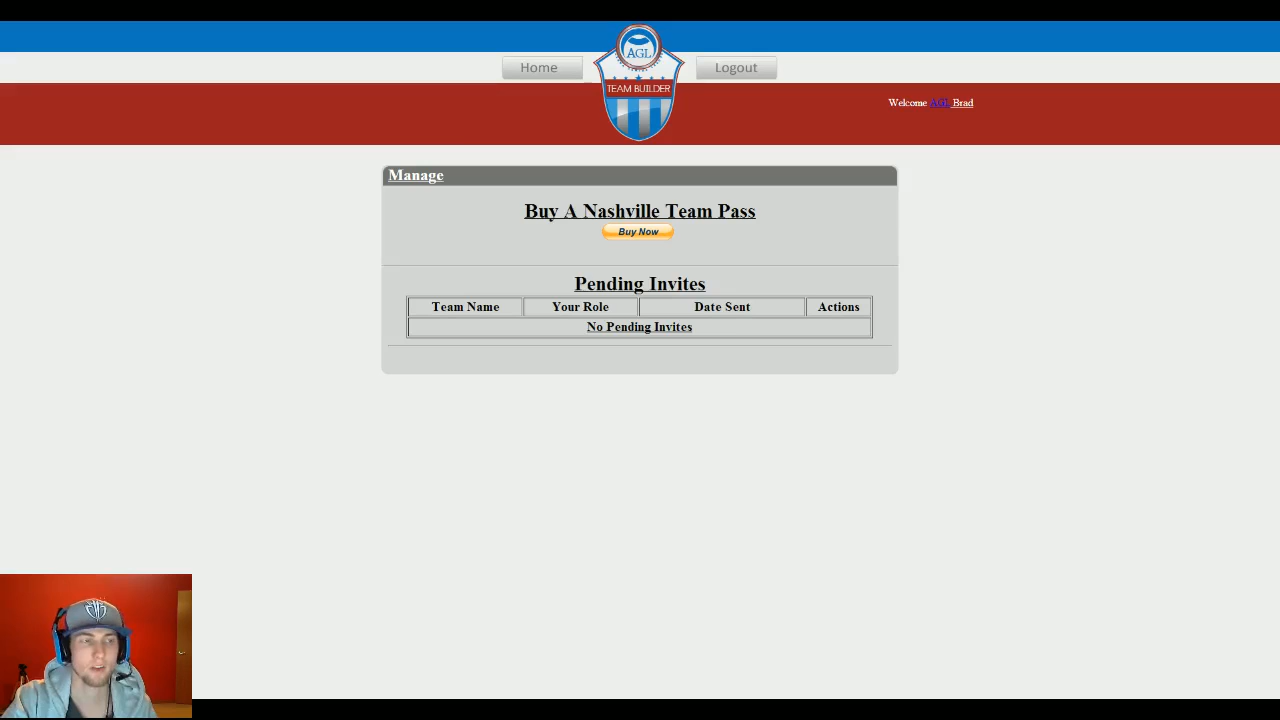 Home
AGL
TEAM BUILDER
Logout
Welcome AGL Brad
Manage
Buy A Nashville Team Pass
Buy Now
Pending Invites
Team Name Your Role Date Sent Actions
No Pending Invites